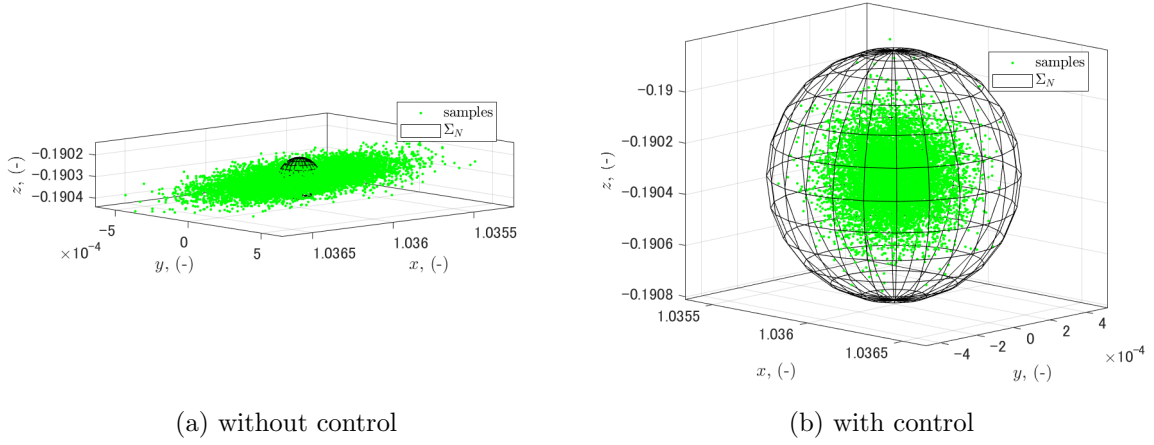 samples
Σ_N
−0.1902
−0.1903
−0.1904
z, (-)
−5
0
5
×10⁻⁴
y, (-)
1.0365
1.036
1.0355
x, (-)
(a) without control
samples
Σ_N
−0.19
−0.1902
−0.1904
−0.1906
−0.1908
z, (-)
1.0355
1.036
1.0365
x, (-)
−4
−2
0
2
4
×10⁻⁴
y, (-)
(b) with control